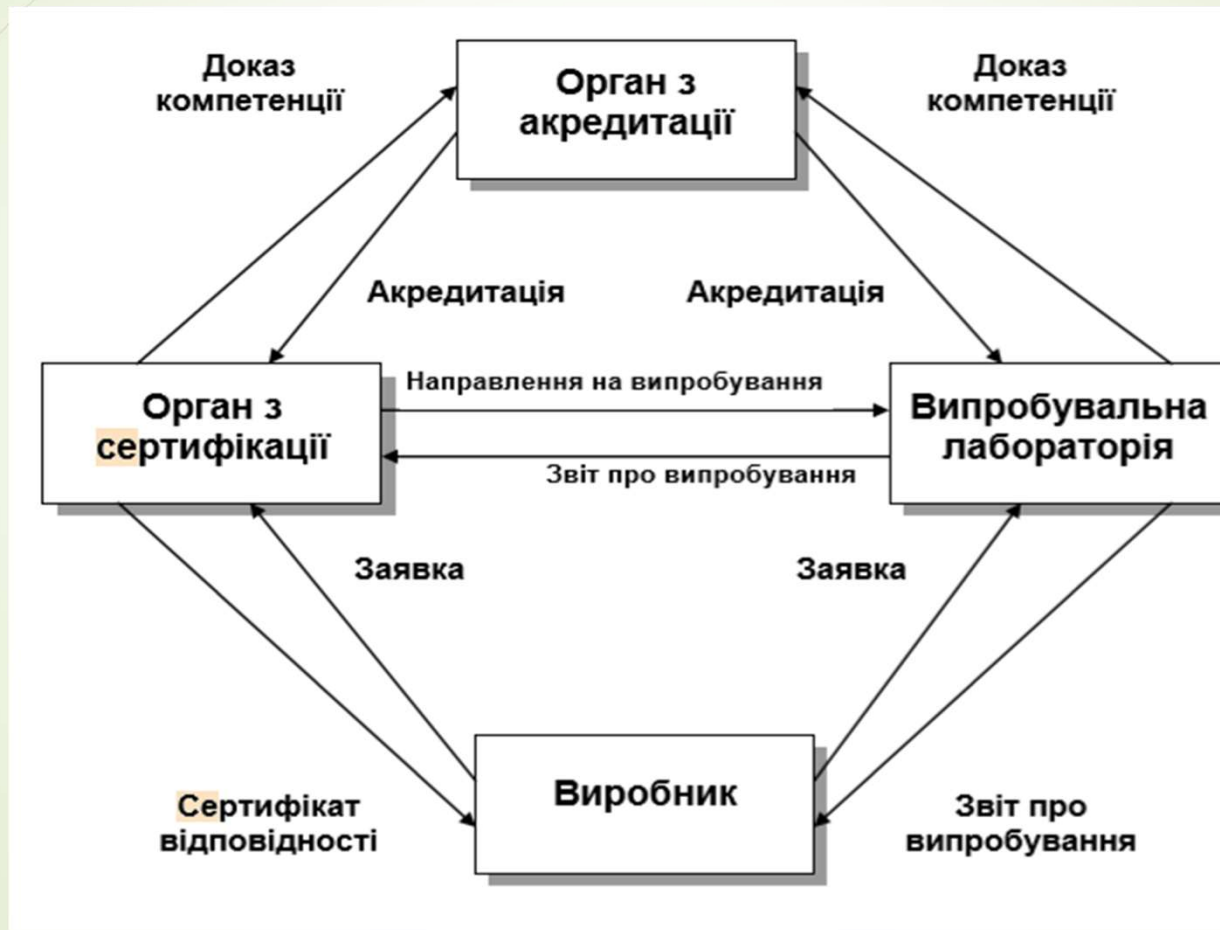 Доказ
компетенції
Орган з
акредитації
Доказ
компетенції
Акредитація
Акредитація
Орган з
сертифікації
Направлення на випробування
Звіт про випробування
Випробувальна
лабораторія
Заявка
Заявка
Сертифікат
відповідності
Виробник
Звіт про
випробування